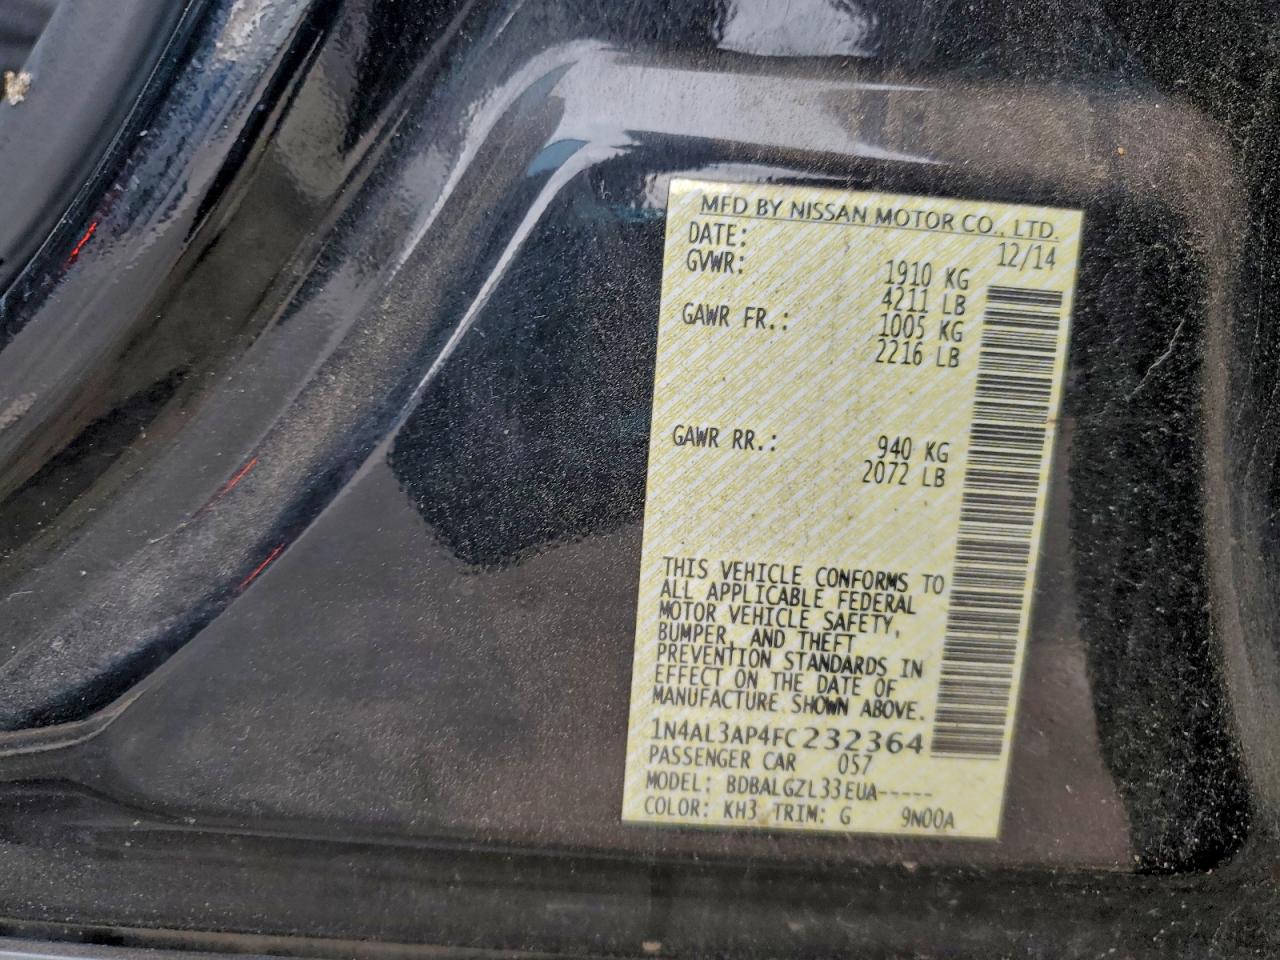 MFD BY NISSAN MOTOR CO., LTD.
DATE: 12/14
GVWR: 1910 KG
4211 LB
GAWR FR.: 1005 KG
2216 LB
GAWR RR.: 940 KG
2072 LB
THIS VEHICLE CONFORMS TO
ALL APPLICABLE FEDERAL
MOTOR VEHICLE SAFETY,
BUMPER, AND THEFT
PREVENTION STANDARDS IN
EFFECT ON THE DATE OF
MANUFACTURE SHOWN ABOVE.
1N4AL3AP4FC232364
PASSENGER CAR 057
MODEL: BDBALGZL33EUA-----
COLOR: KH3 TRIM: G 9N00A